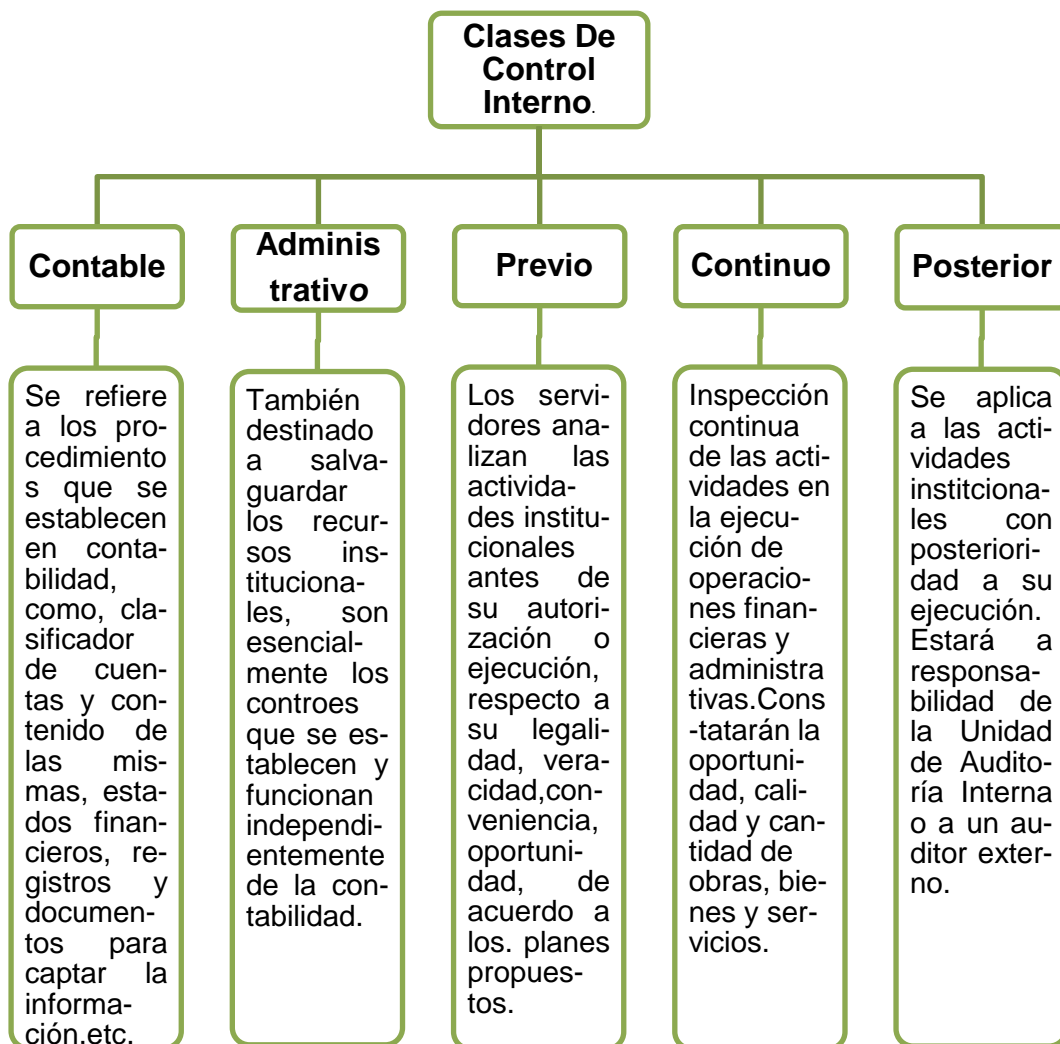 Clases De
Control
Interno.
Contable
Adminis
trativo
Previo
Continuo
Posterior
Se refiere
a los pro-
cedimiento
s que se
establecen
en conta-
bilidad,
como, cla-
sificador
de cuen-
tas y con-
tenido de
las mis-
mas, esta-
dos finan-
cieros, re-
gistros y
documen-
tos para
captar la
informa-
ción.etc.
También
destinado
a salva-
guardar
los recur-
sos ins-
tituciona-
les, son
esencial-
mente los
controes
que se es-
tablecen y
funcionan
independi-
entemente
de la con-
tabilidad.
Los servi-
dores ana-
lizan las
activida-
des institu-
cionales
antes de
su autori-
zación o
ejecución,
respecto a
su legali-
dad, vera-
cidad,con-
veniencia,
oportuni-
dad, de
acuerdo a
los. planes
propues-
tos.
Inspección
continua
de las acti-
vidades en
la ejecu-
ción de
operacio-
nes finan-
cieras y
administra
tivas.Cons
-tatarán la
oportuni-
dad, cali-
dad y can-
tidad de
obras, bie-
nes y ser-
vicios.
Se aplica
a las acti-
vidades
institciona-
les con
posteriori-
dad a su
ejecución.
Estará a
responsa-
bilidad de
la Unidad
de Audito-
ría Interna
o a un au-
ditor exter-
no.